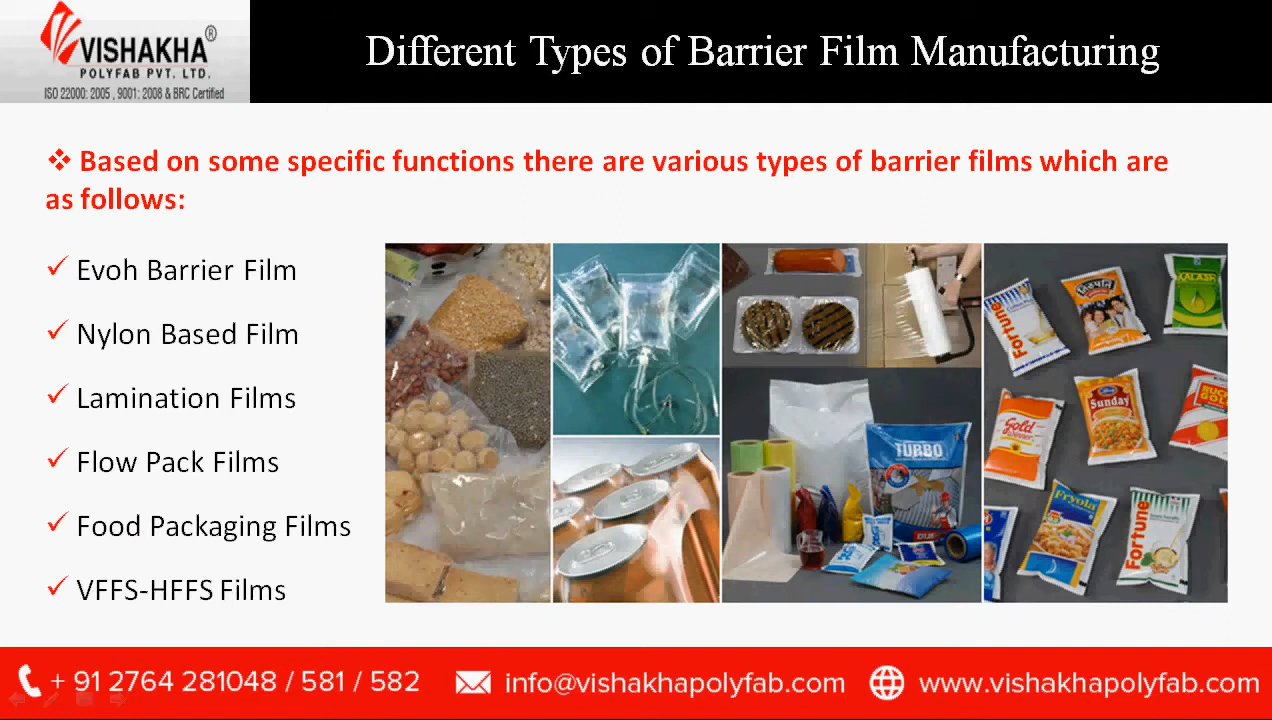 VISHAKHA®
POLYFAB PVT. LTD.
ISO 22000: 2005 , 9001: 2008 & BRC Certified
Different Types of Barrier Film Manufacturing
❖ Based on some specific functions there are various types of barrier films which are
as follows:
✓ Evoh Barrier Film
✓ Nylon Based Film
✓ Lamination Films
✓ Flow Pack Films
✓ Food Packaging Films
✓ VFFS-HFFS Films
KALASH
Fortune
Sunday
Gold
Winner
TURBO
Fryola
Fortune
+ 91 2764 281048 / 581 / 582
info@vishakhapolyfab.com
www.vishakhapolyfab.com